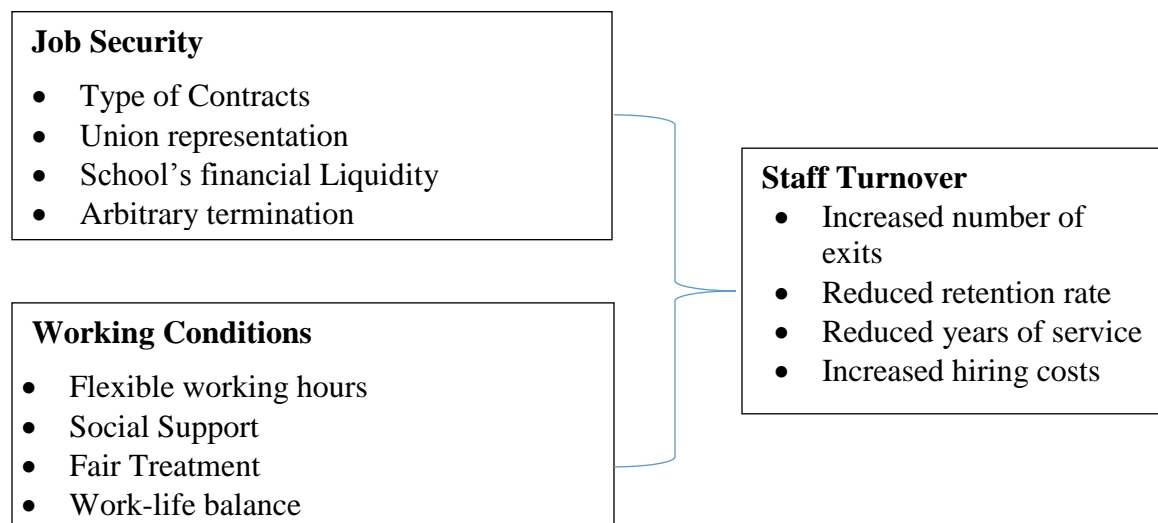 Job Security
• Type of Contracts
• Union representation
• School’s financial Liquidity
• Arbitrary termination
Working Conditions
• Flexible working hours
• Social Support
• Fair Treatment
• Work-life balance
Staff Turnover
• Increased number of
exits
• Reduced retention rate
• Reduced years of service
• Increased hiring costs